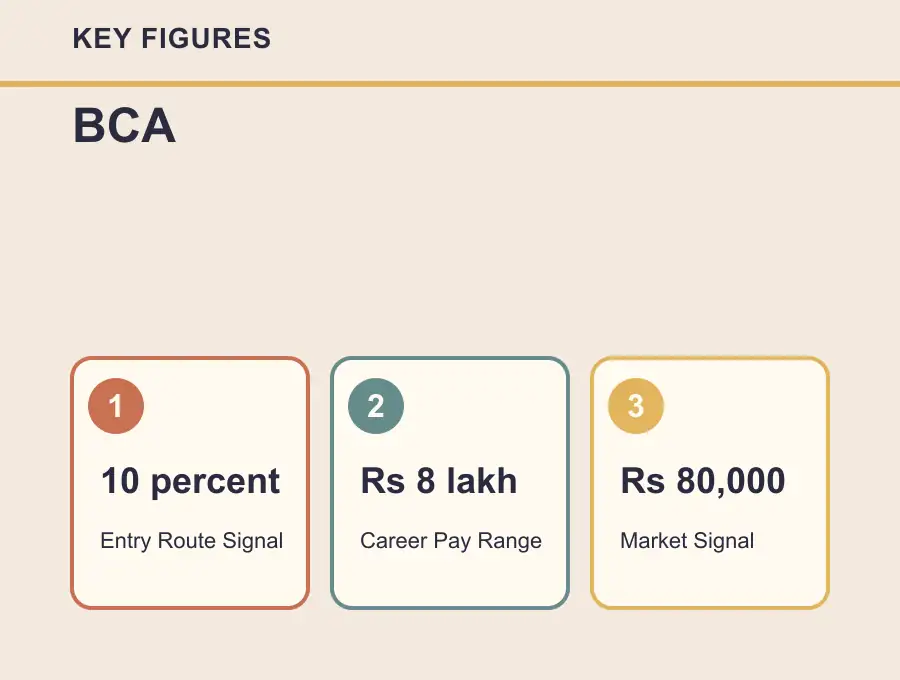 KEY FIGURES
BCA
1
10 percent
Entry Route Signal
2
Rs 8 lakh
Career Pay Range
3
Rs 80,000
Market Signal